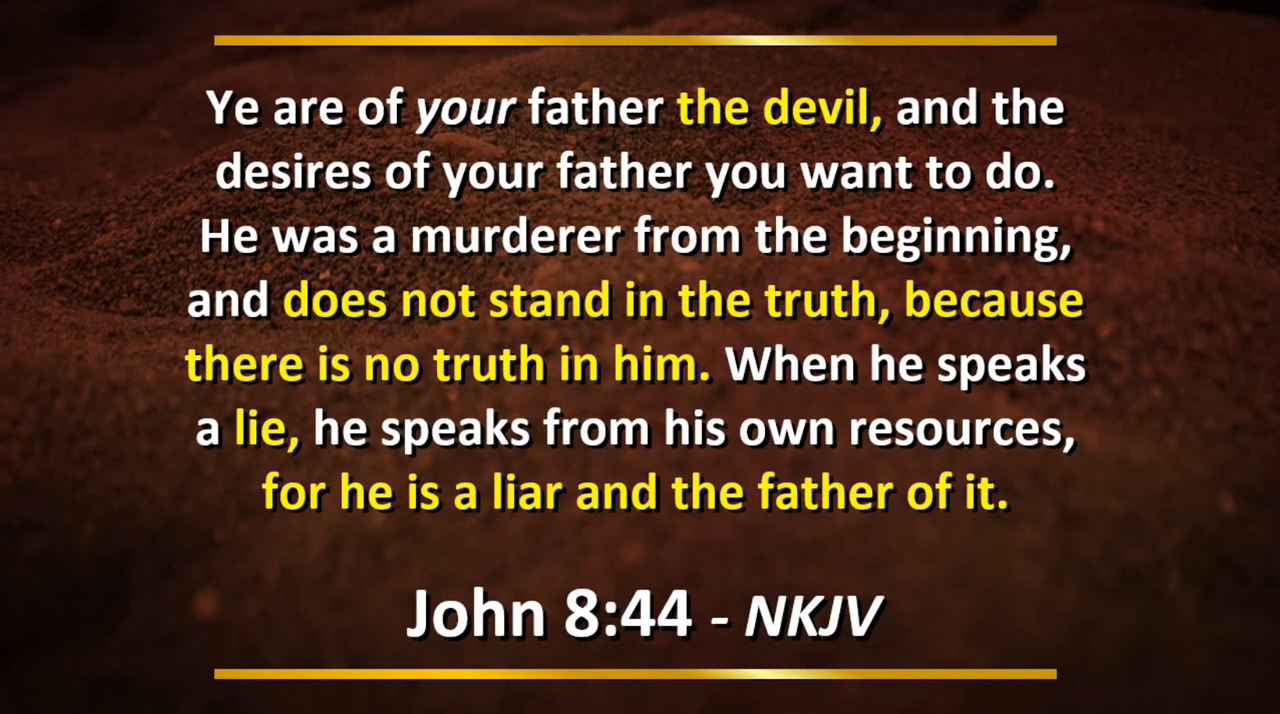 Ye are of your father the devil, and the
desires of your father you want to do.
He was a murderer from the beginning,
and does not stand in the truth, because
there is no truth in him. When he speaks
a lie, he speaks from his own resources,
for he is a liar and the father of it.
John 8:44 - NKJV